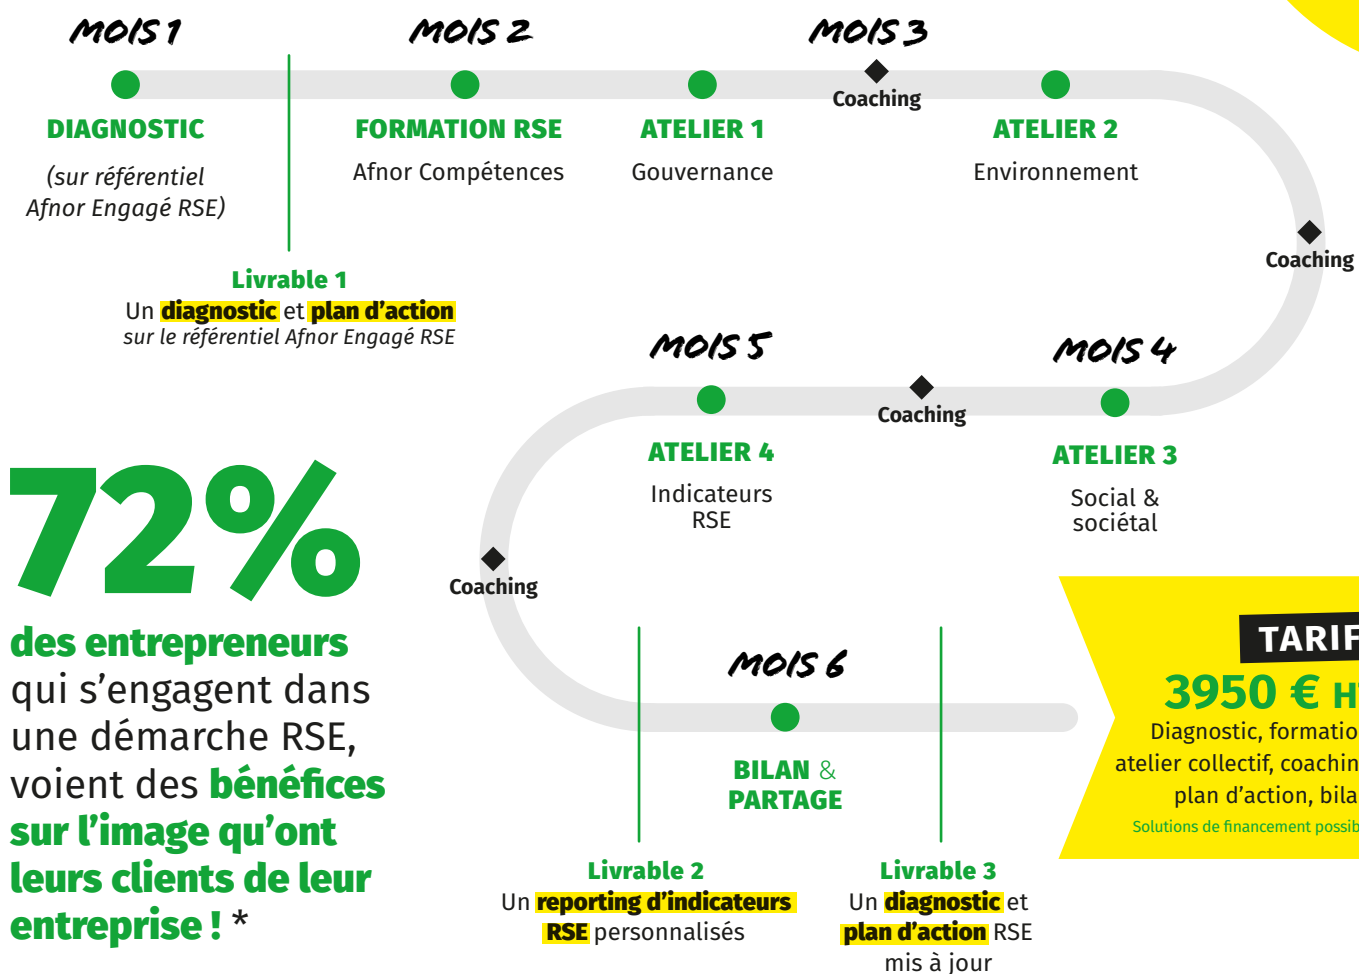 MOIS 1
MOIS 2
MOIS 3
Coaching
DIAGNOSTIC
(sur référentiel
Afnor Engagé RSE)
FORMATION RSE
Afnor Compétences
ATELIER 1
Gouvernance
ATELIER 2
Environnement
Coaching
Livrable 1
Un diagnostic et plan d'action
sur le référentiel Afnor Engagé RSE
MOIS 5
MOIS 4
Coaching
ATELIER 4
Indicateurs
RSE
ATELIER 3
Social &
sociétal
Coaching
72%
des entrepreneurs
qui s'engagent dans
une démarche RSE,
voient des bénéfices
sur l'image qu'ont
leurs clients de leur
entreprise ! *
MOIS 6
BILAN &
PARTAGE
Livrable 2
Un reporting d'indicateurs
RSE personnalisés
Livrable 3
Un diagnostic et
plan d'action RSE
mis à jour
TARIF
3950 € H
Diagnostic, formatio
atelier collectif, coachin
plan d'action, bila
Solutions de financement possib